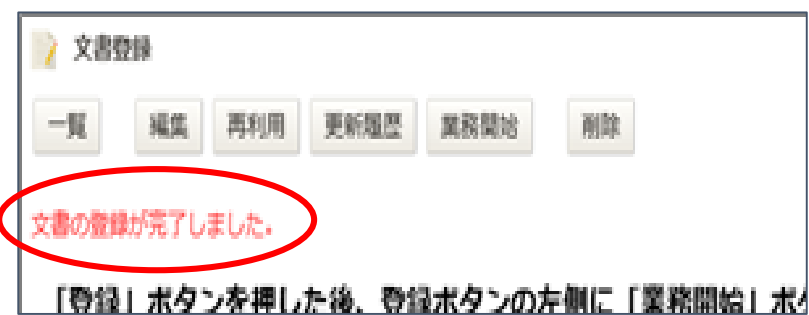 文書登録
一覧 編集 再利用 更新履歴 業務開始 削除
文書の登録が完了しました。
「登録」ボタンを押した後、登録ボタンの左側に「業務開始」ボタ